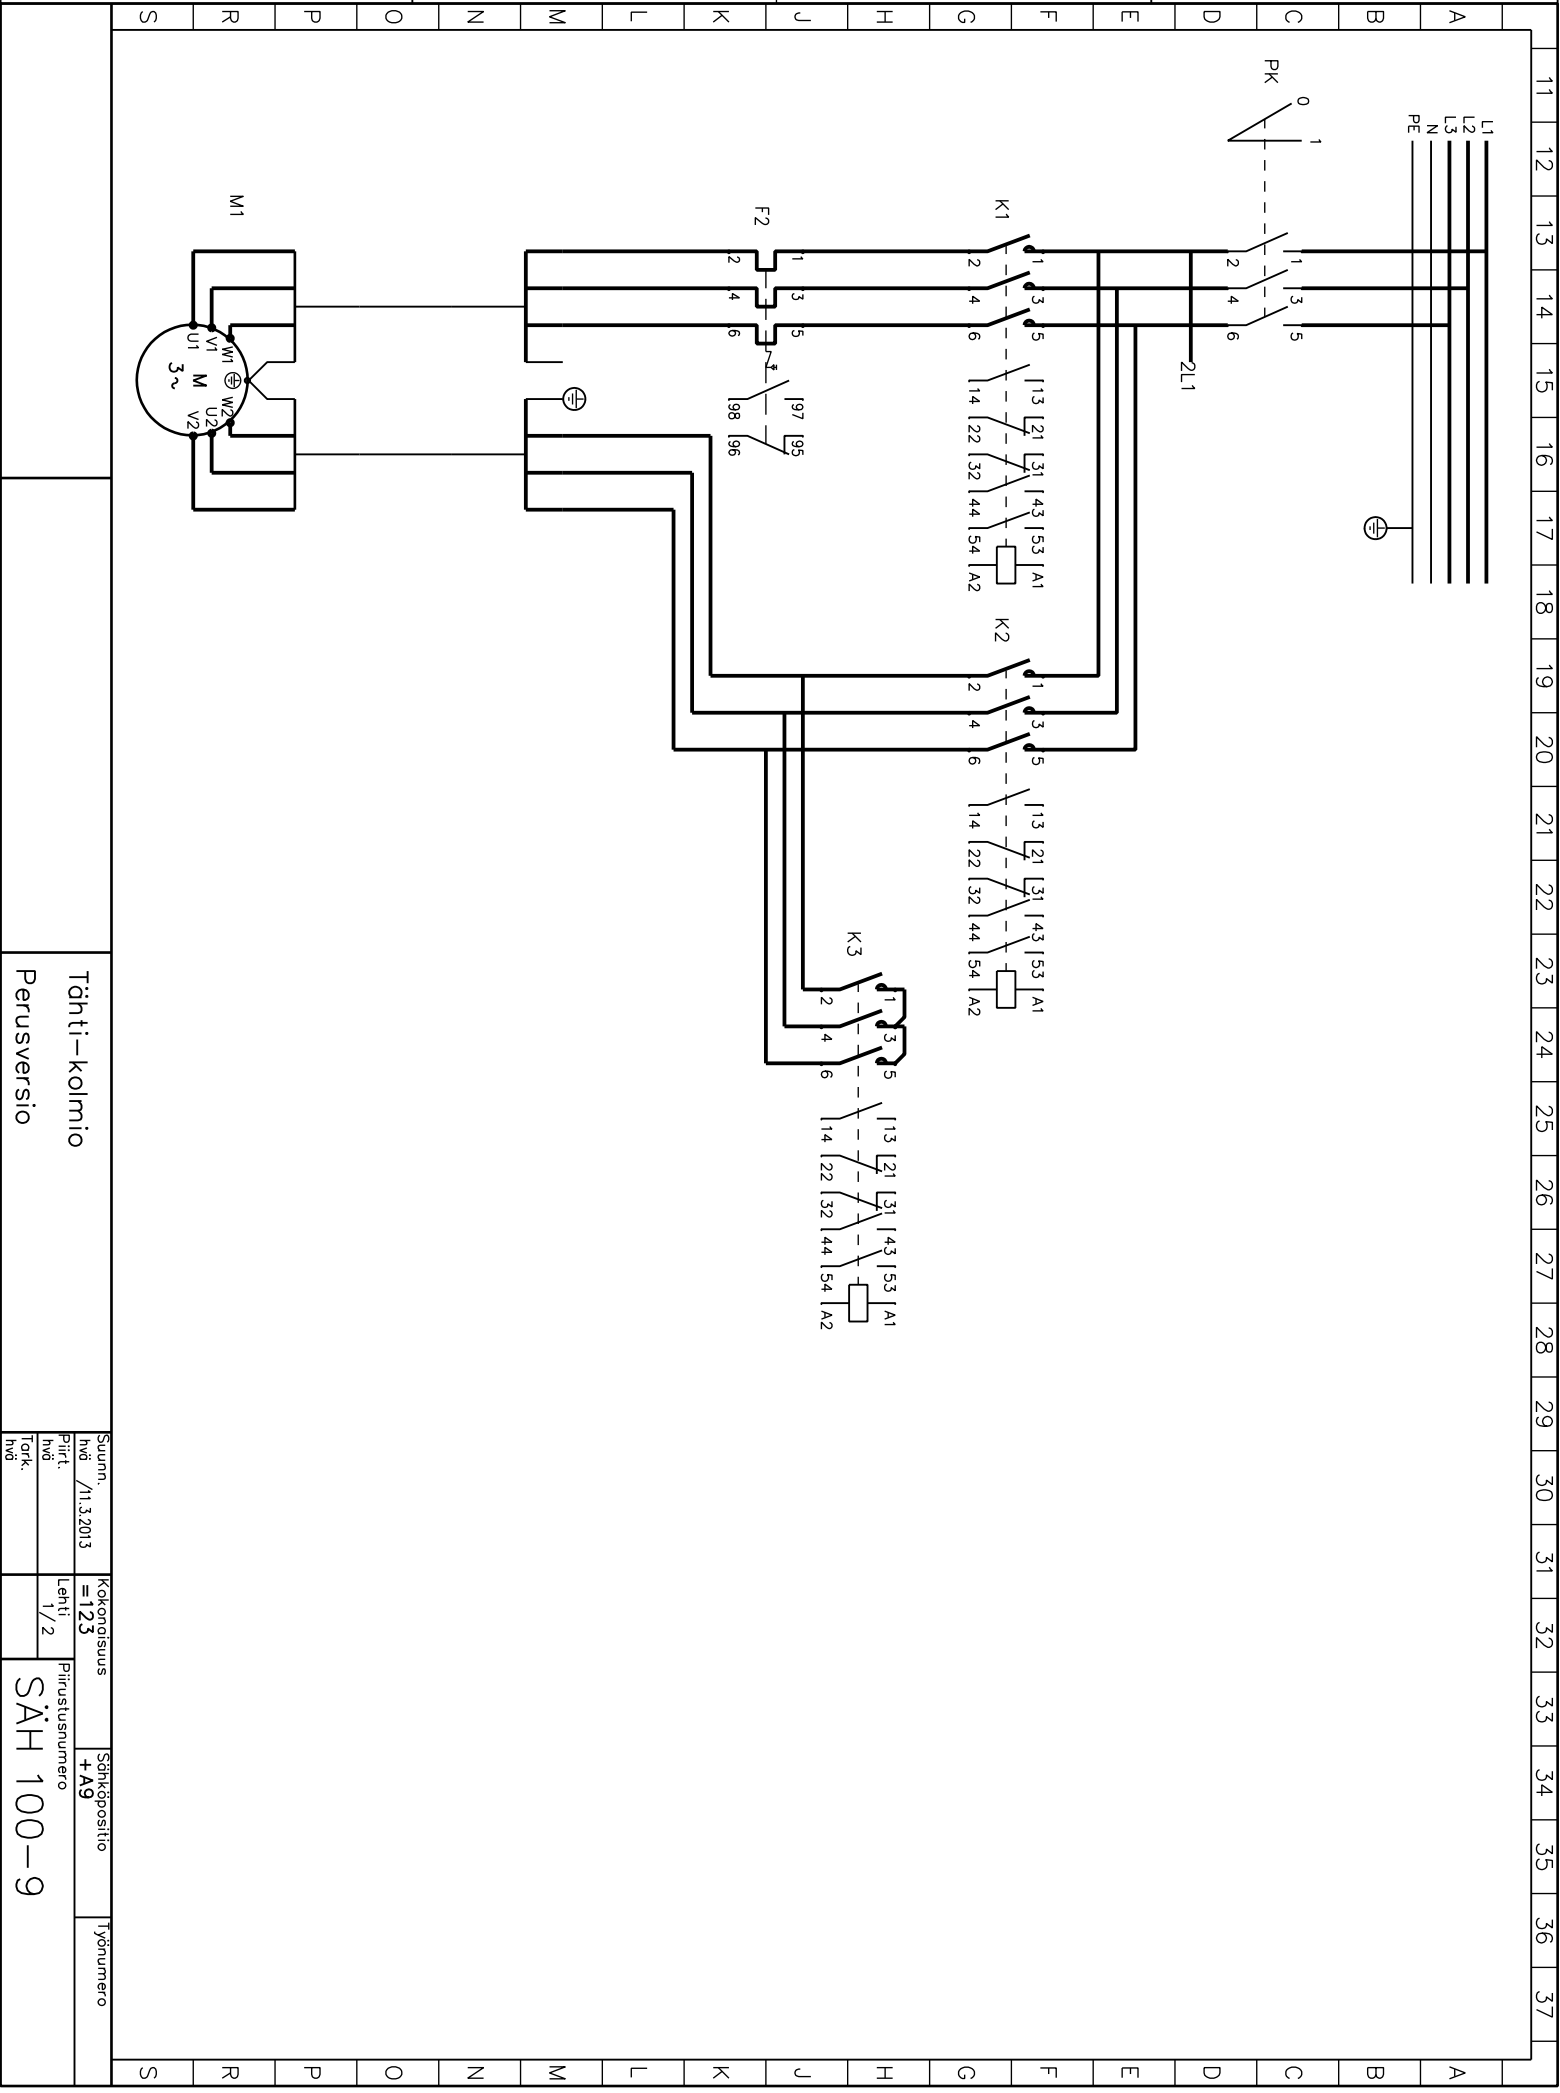 11 12 13 14 15 16 17 18 19 20 21 22 23 24 25 26 27 28 29 30 31 32 33 34 35 36 37
A A
B B
C C
D D
E E
F F
G G
H H
J J
K K
L L
M M
N N
O O
P P
R R
S S
L1
L2
L3
N
PE
PK
0
1
1 3 5
2 4 6
2L1
K1
1 3 5 13 21 31 43 53 A1
2 4 6 14 22 32 44 54 A2
K2
1 3 5 13 21 31 43 53 A1
2 4 6 14 22 32 44 54 A2
K3
1 3 5 13 21 31 43 53 A1
2 4 6 14 22 32 44 54 A2
F2
1 3 5 97 95
2 4 6 98 96
M1
W1 W2
V1 U2
U1 V2
M
3~
Tähti-kolmio
Perusversio
Suunn.
hvä /11.3.2013
Piirt.
hvä
Tark.
hvä
Kokonaisuus
=123
Lehti
1/2
Sähköpositio
+A9
Työnumero
Piirustusnumero
SÄH 100-9